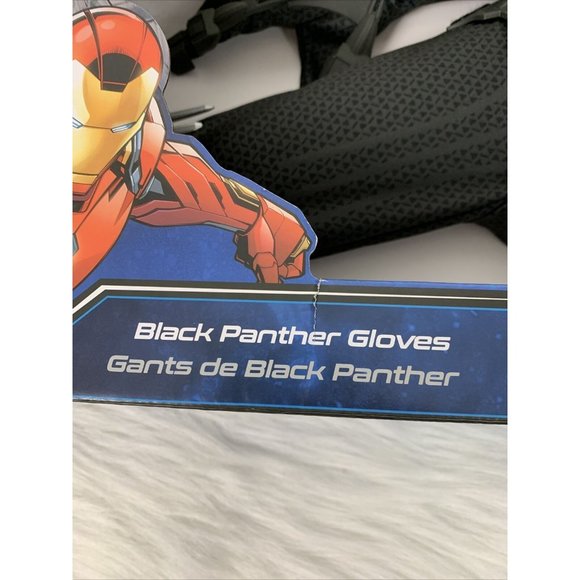 Black Panther Gloves
Gants de Black Panther